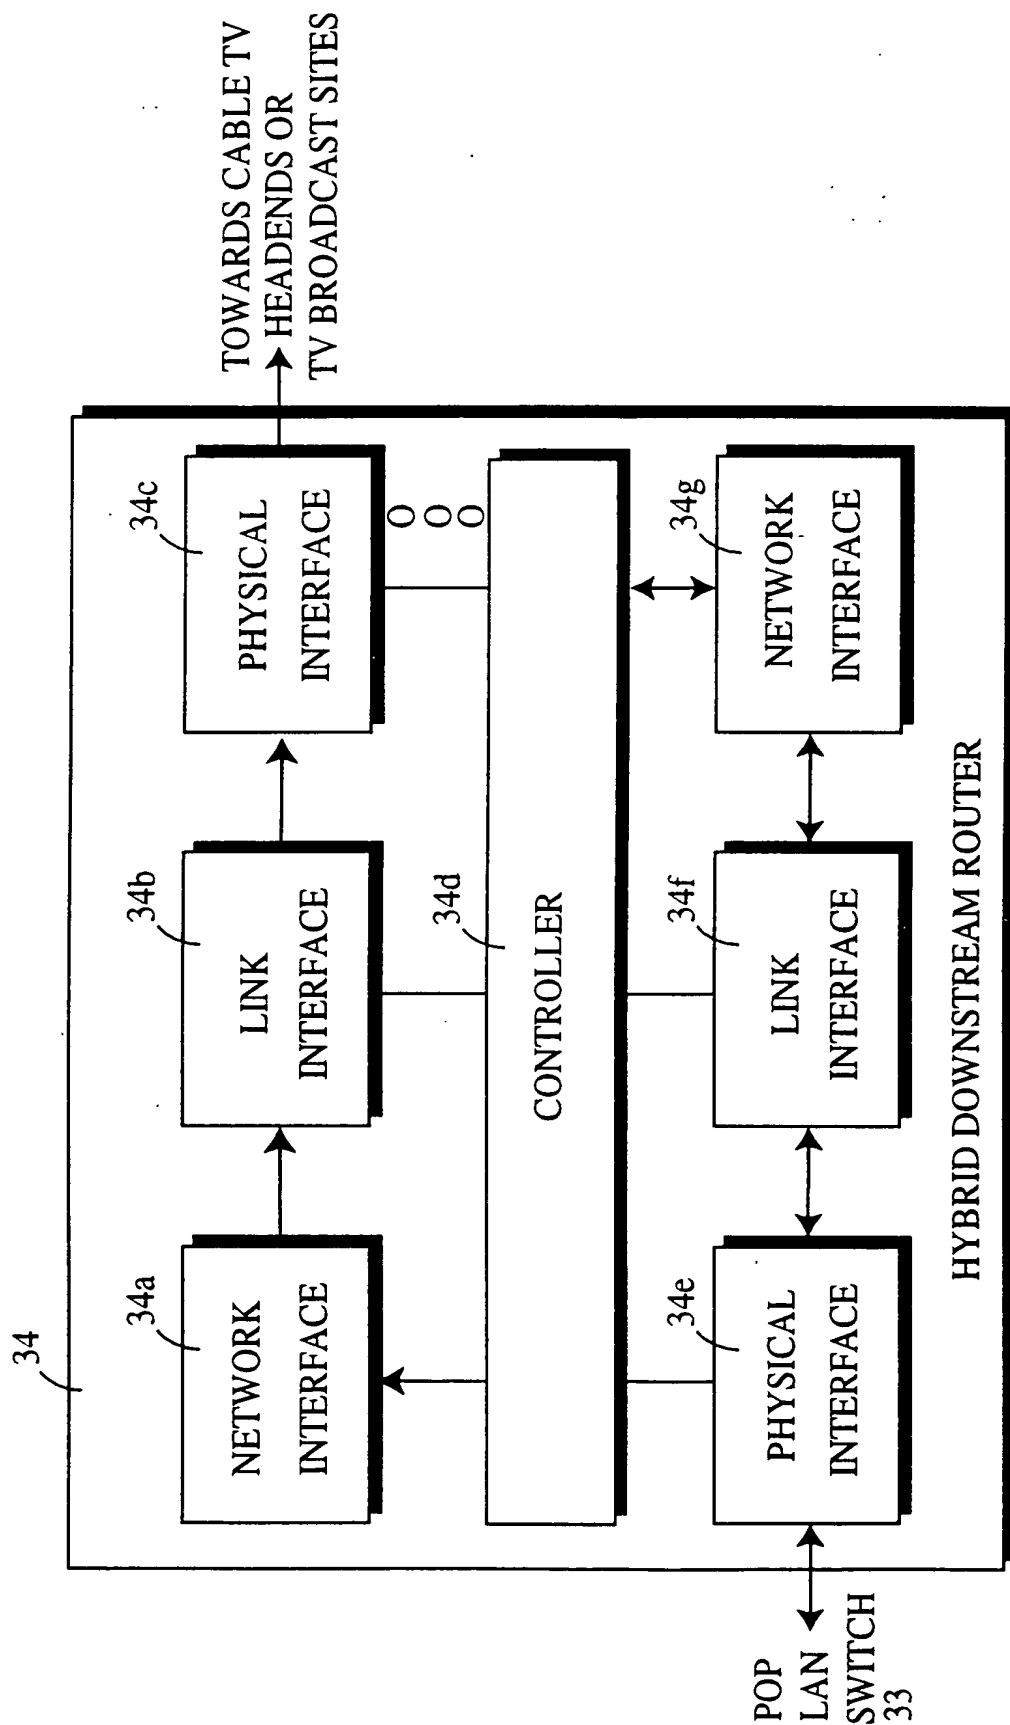 34
TOWARDS CABLE TV
HEADENDS OR
TV BROADCAST SITES
34a
NETWORK
INTERFACE
34b
LINK
INTERFACE
34c
PHYSICAL
INTERFACE
O O O
34d
CONTROLLER
34e
PHYSICAL
INTERFACE
34f
LINK
INTERFACE
34g
NETWORK
INTERFACE
POP
LAN
SWITCH
33
HYBRID DOWNSTREAM ROUTER